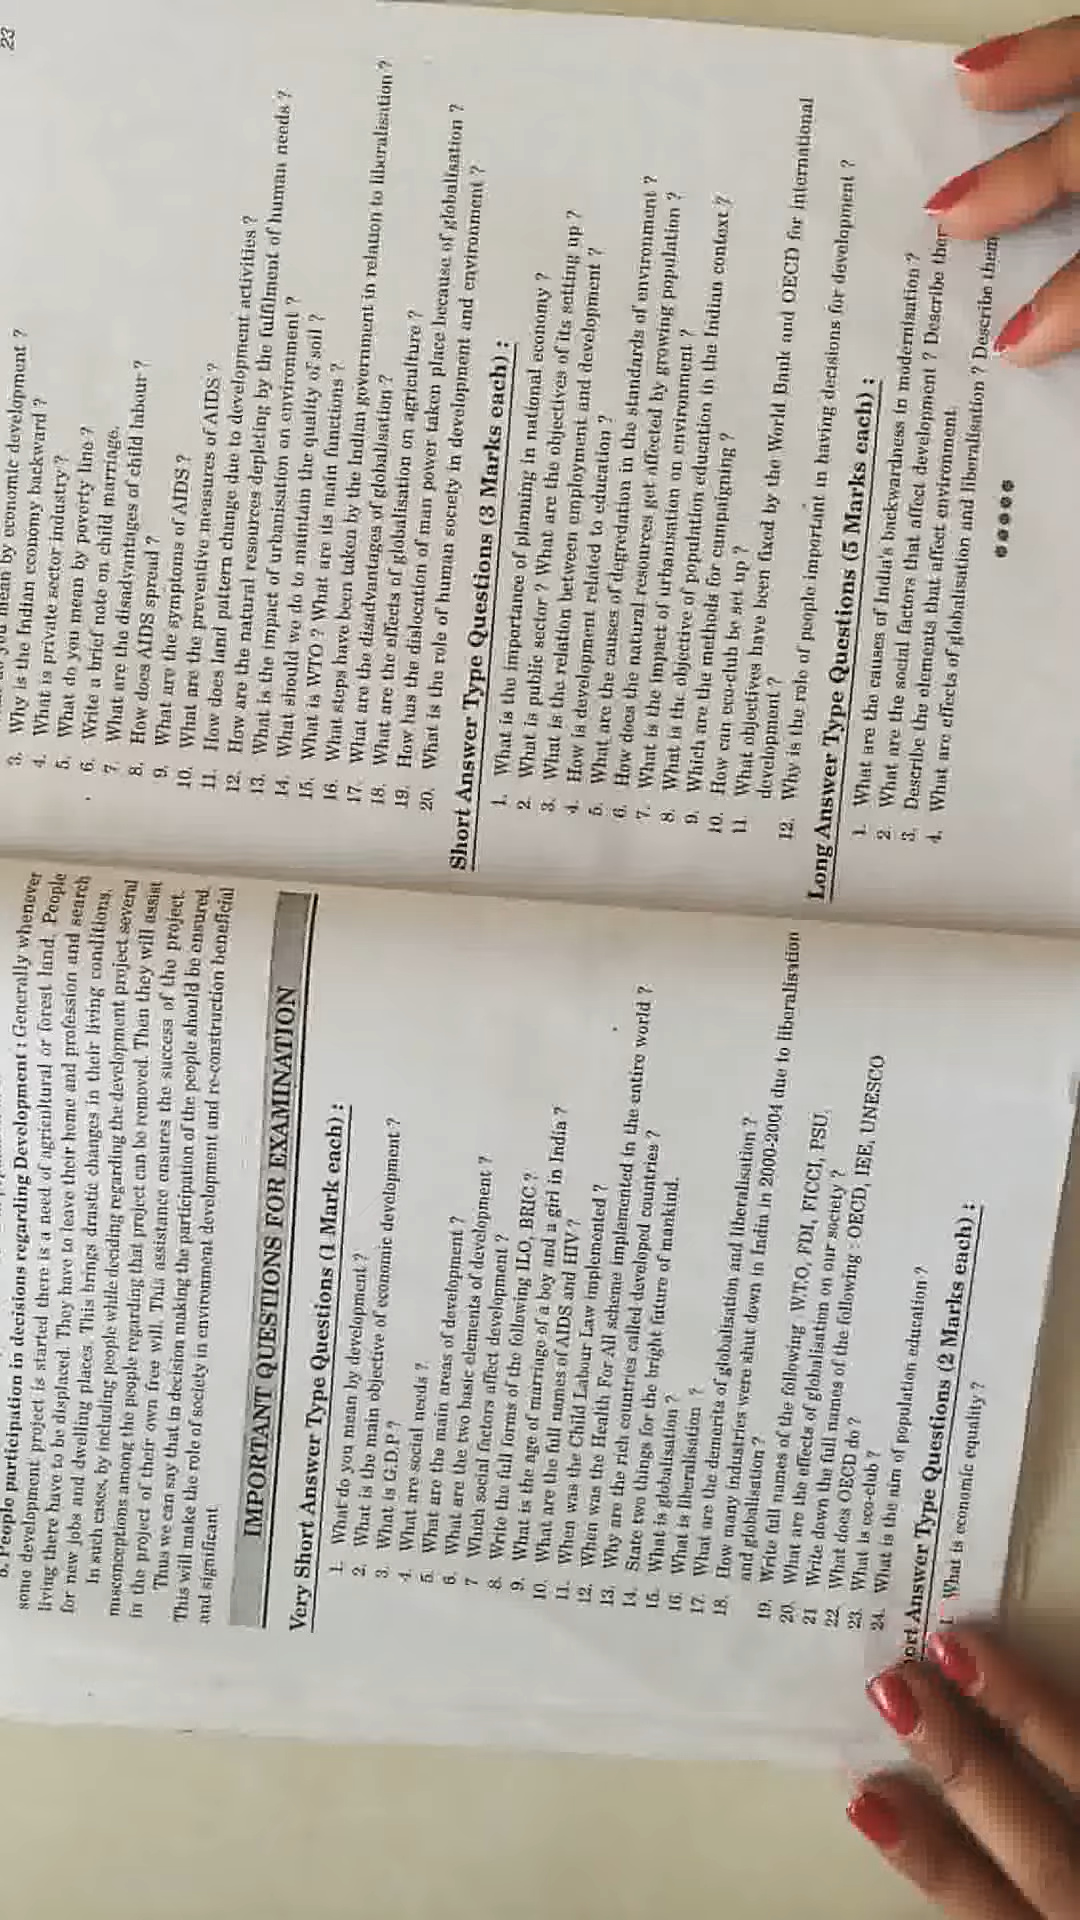 People participation in decisions regarding Development : Generally whenever
some development project is started there is a need of agricultural or forest land. People
living there have to be displaced. They have to leave their home and profession and search
for new jobs and dwelling places. This brings drastic changes in their living conditions.
In such cases, by including people while deciding regarding the development project several
misconceptions among the people regarding that project can be removed. Then they will assist
in the project of their own free will. This assistance ensures the success of the project.
Thus we can say that in decision making the participation of the people should be ensured.
This will make the role of society in environment development and re-construction beneficial
and significant
IMPORTANT QUESTIONS FOR EXAMINATION
Very Short Answer Type Questions (1 Mark each) :
1. What do you mean by development ?
2. What is the main objective of economic development ?
3. What is G.D.P.?
4. What are social needs ?
5. What are the main areas of development ?
6. What are the two basic elements of development ?
7 Which social factors affect development ?
8. Write the full forms of the following ILO, BRIC ?
9. What is the age of marriage of a boy and a girl in India ?
10. What are the full names of AIDS and HIV ?
11. When was the Child Labour Law implemented ?
12. When was the Health For All scheme implemented in the entire world ?
13. Why are the rich countries called developed countries ?
14. State two things for the bright future of mankind.
15. What is globalisation ?
16. What is liberalisation ?
17. What are the demerits of globalisation and liberalisation ?
18. How many industries were shut down in India in 2000-2004 due to liberalisation
and globalisation ?
19. Write full names of the following W.T.O, FDI, FICCI, PSU.
20. What are the effects of globalisation on our society ?
21 Write down the full names of the following : OECD, IEE, UNESCO
22. What does OECD do ?
23. What is eco-club ?
24. What is the aim of population education ?
ort Answer Type Questions (2 Marks each) :
1. What is economic equality ?
23
mean by economic development ?
3. Why is the Indian economy backward ?
4. What is private sector industry ?
5. What do you mean by poverty line ?
6. Write a brief note on child marriage.
7. What are the disadvantages of child labour ?
8. How does AIDS spread ?
9. What are the symptoms of AIDS ?
10. What are the preventive measures of AIDS ?
11. How does land pattern change due to development activities ?
12. How are the natural resources depleting by the fulfilment of human needs ?
13. What is the impact of urbanisation on environment ?
14. What should we do to maintain the quality of soil ?
15. What is WTO ? What are its main functions ?
16. What steps have been taken by the Indian government in relation to liberalisation ?
17. What are the disadvantages of globalisation ?
18. What are the effects of globalisation on agriculture ?
19. How has the dislocation of man power taken place because of globalisation ?
20. What is the role of human society in development and environment ?
Short Answer Type Questions (3 Marks each) :
1. What is the importance of planning in national economy ?
2. What is public sector ? What are the objectives of its setting up ?
3. What is the relation between employment and development ?
4. How is development related to education ?
5. What are the causes of degredation in the standards of environment ?
6. How does the natural resources get affected by growing population ?
7. What is the impact of urbanisation on environment ?
8. What is the objective of population education in the Indian context ?
9. Which are the methods for campaigning ?
10. How can eco-club be set up ?
11. What objectives have been fixed by the World Bank and OECD for international
development ?
12. Why is the role of people important in having decisions for development ?
Long Answer Type Questions (5 Marks each) :
1. What are the causes of India's backwardness in modernisation ?
2. What are the social factors that affect development ? Describe ther
3. Describe the elements that affect environment.
4. What are effects of globalisation and liberalisation ? Describe them